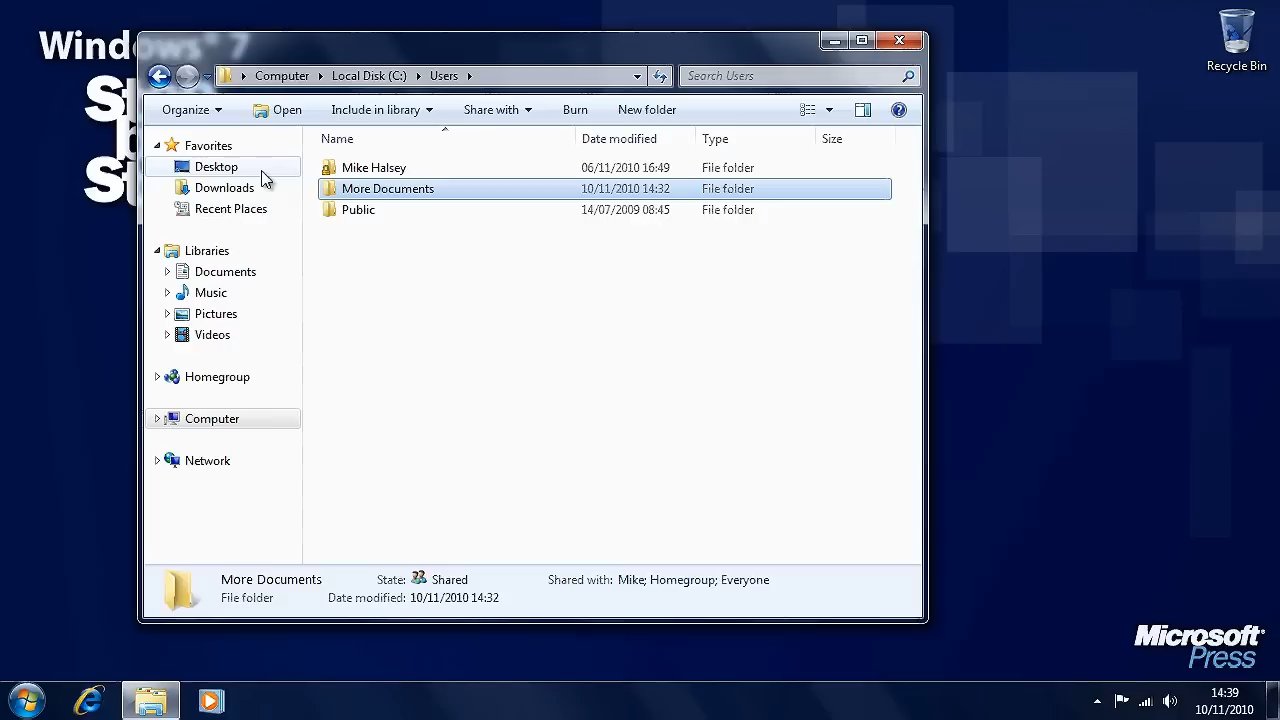 Windows® 7
Recycle Bin
Computer
Local Disk (C:)
Users
Search Users
Organize
Open
Include in library
Share with
Burn
New folder
Name
Date modified
Type
Size
Favorites
Desktop
Downloads
Recent Places
Mike Halsey 06/11/2010 16:49 File folder
More Documents 10/11/2010 14:32 File folder
Public 14/07/2009 08:45 File folder
Libraries
Documents
Music
Pictures
Videos
Homegroup
Computer
Network
More Documents State: Shared Shared with: Mike; Homegroup; Everyone
File folder Date modified: 10/11/2010 14:32
Microsoft
Press
14:39
10/11/2010